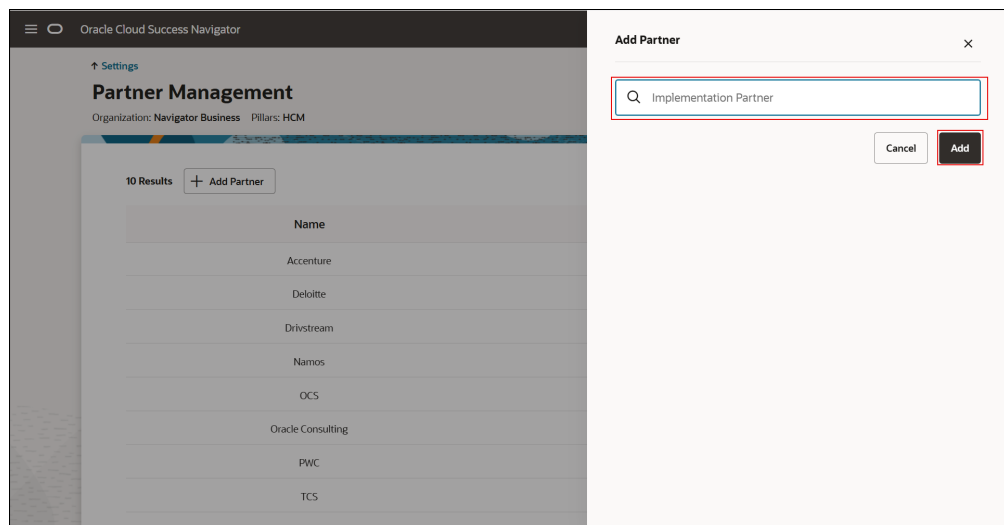 Oracle Cloud Success Navigator
↑ Settings
Partner Management
Organization: Navigator Business Pillars: HCM
10 Results + Add Partner
Name
Accenture
Deloitte
Drivstream
Namos
OCS
Oracle Consulting
PWC
TCS
Add Partner
Implementation Partner
Cancel Add